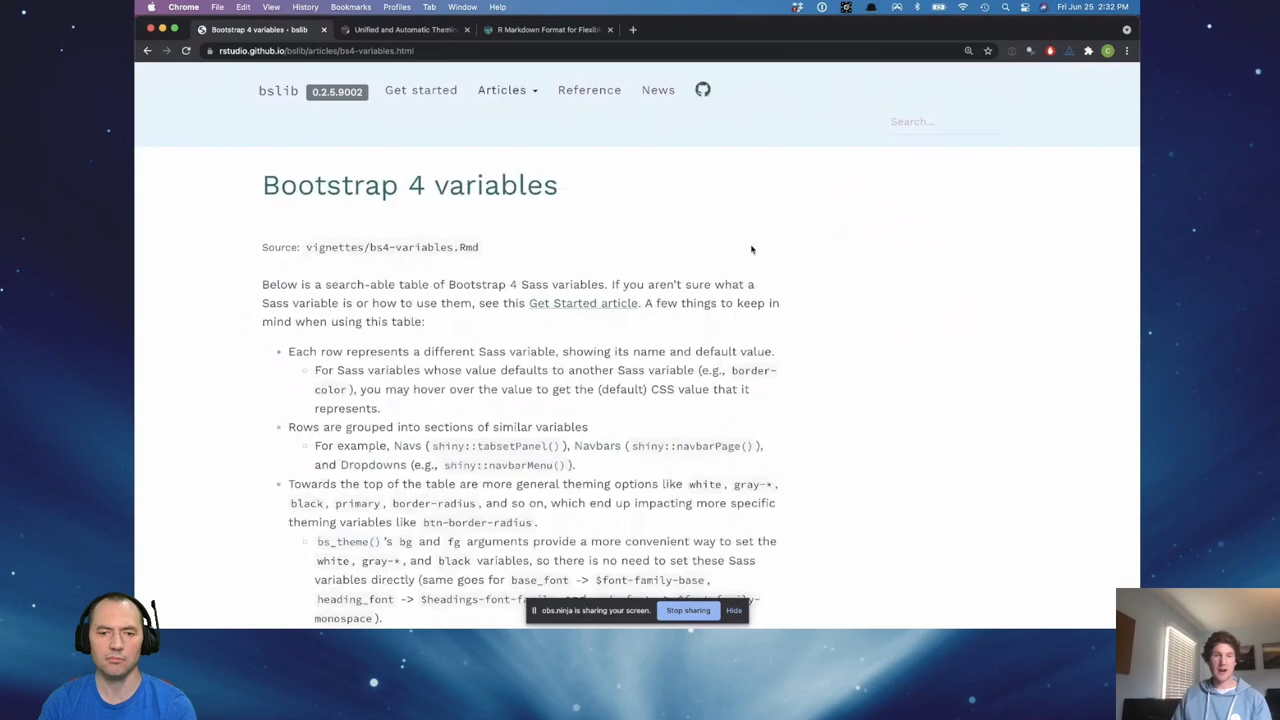 Chrome File Edit View History Bookmarks Profiles Tab Window Help Fri Jun 25 2:32 PM
Bootstrap 4 variables • bslib Unified and Automatic Themin R Markdown Format for Flexibl
rstudio.github.io/bslib/articles/bs4-variables.html
bslib 0.2.5.9002 Get started Articles Reference News
Search...
Bootstrap 4 variables
Source: vignettes/bs4-variables.Rmd
Below is a search-able table of Bootstrap 4 Sass variables. If you aren't sure what a
Sass variable is or how to use them, see this Get Started article. A few things to keep in
mind when using this table:
• Each row represents a different Sass variable, showing its name and default value.
◦ For Sass variables whose value defaults to another Sass variable (e.g., border-
color), you may hover over the value to get the (default) CSS value that it
represents.
• Rows are grouped into sections of similar variables
◦ For example, Navs (shiny::tabsetPanel()), Navbars (shiny::navbarPage()),
and Dropdowns (e.g., shiny::navbarMenu()).
• Towards the top of the table are more general theming options like white, gray-*,
black, primary, border-radius, and so on, which end up impacting more specific
theming variables like btn-border-radius.
◦ bs_theme()'s bg and fg arguments provide a more convenient way to set the
white, gray-*, and black variables, so there is no need to set these Sass
variables directly (same goes for base_font -> $font-family-base,
heading_font -> $headings-font-fam
monospace).
obs.ninja is sharing your screen. Stop sharing Hide